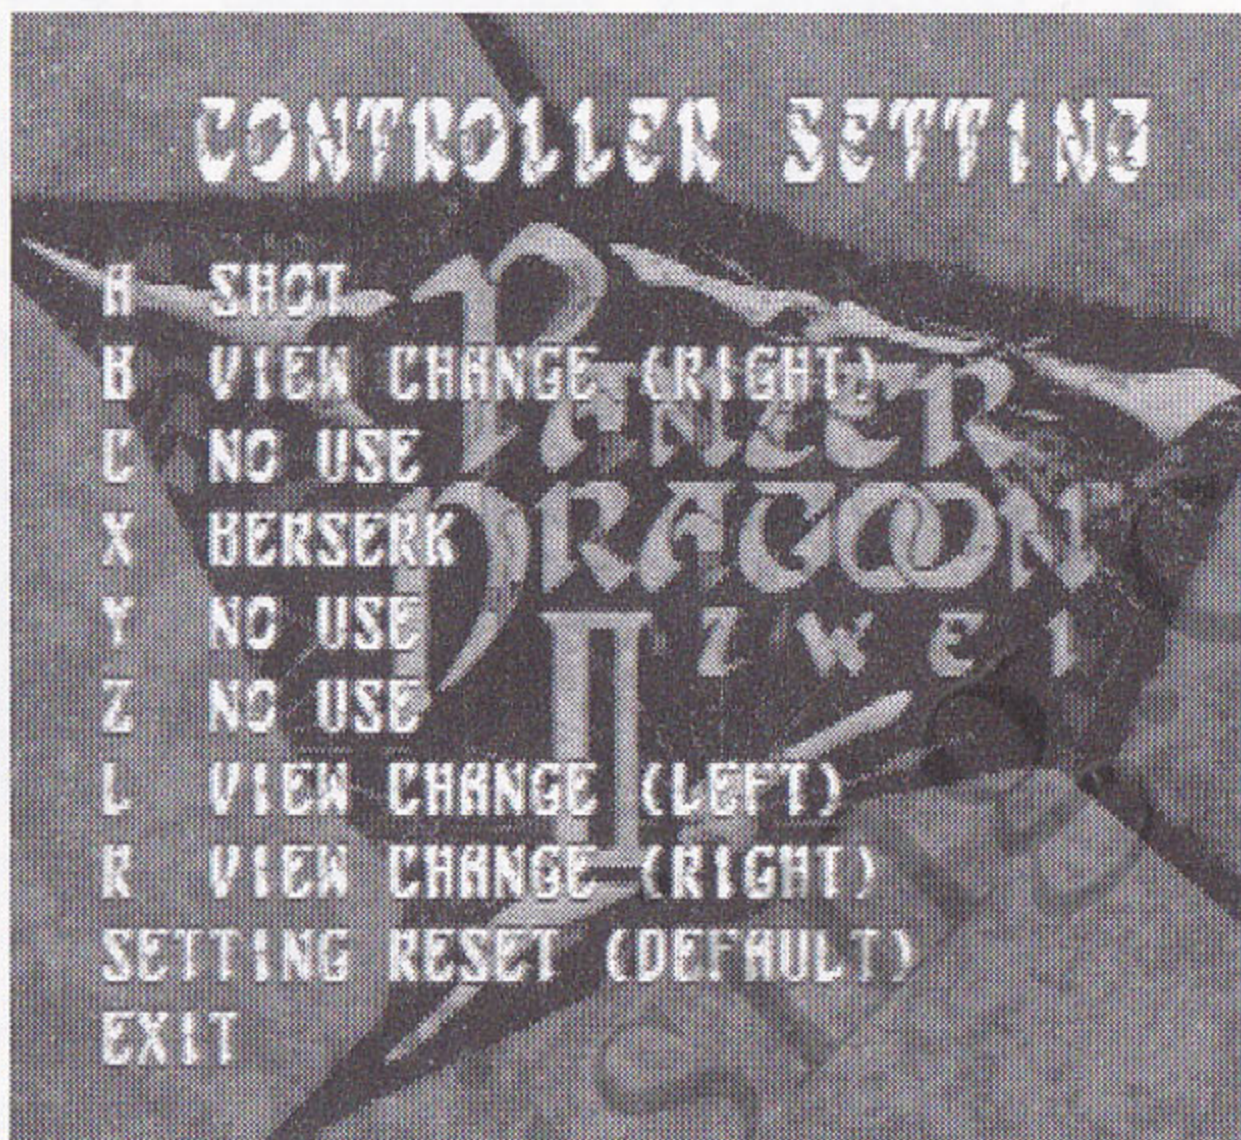 CONTROLLER SETTING
A SHOT
B VIEW CHANGE (RIGHT)
C NO USE
X BERSERK
Y NO USE
Z NO USE
L VIEW CHANGE (LEFT)
R VIEW CHANGE (RIGHT)
SETTING RESET (DEFAULT)
EXIT
PANZER
DRAGOON
II ZWEI